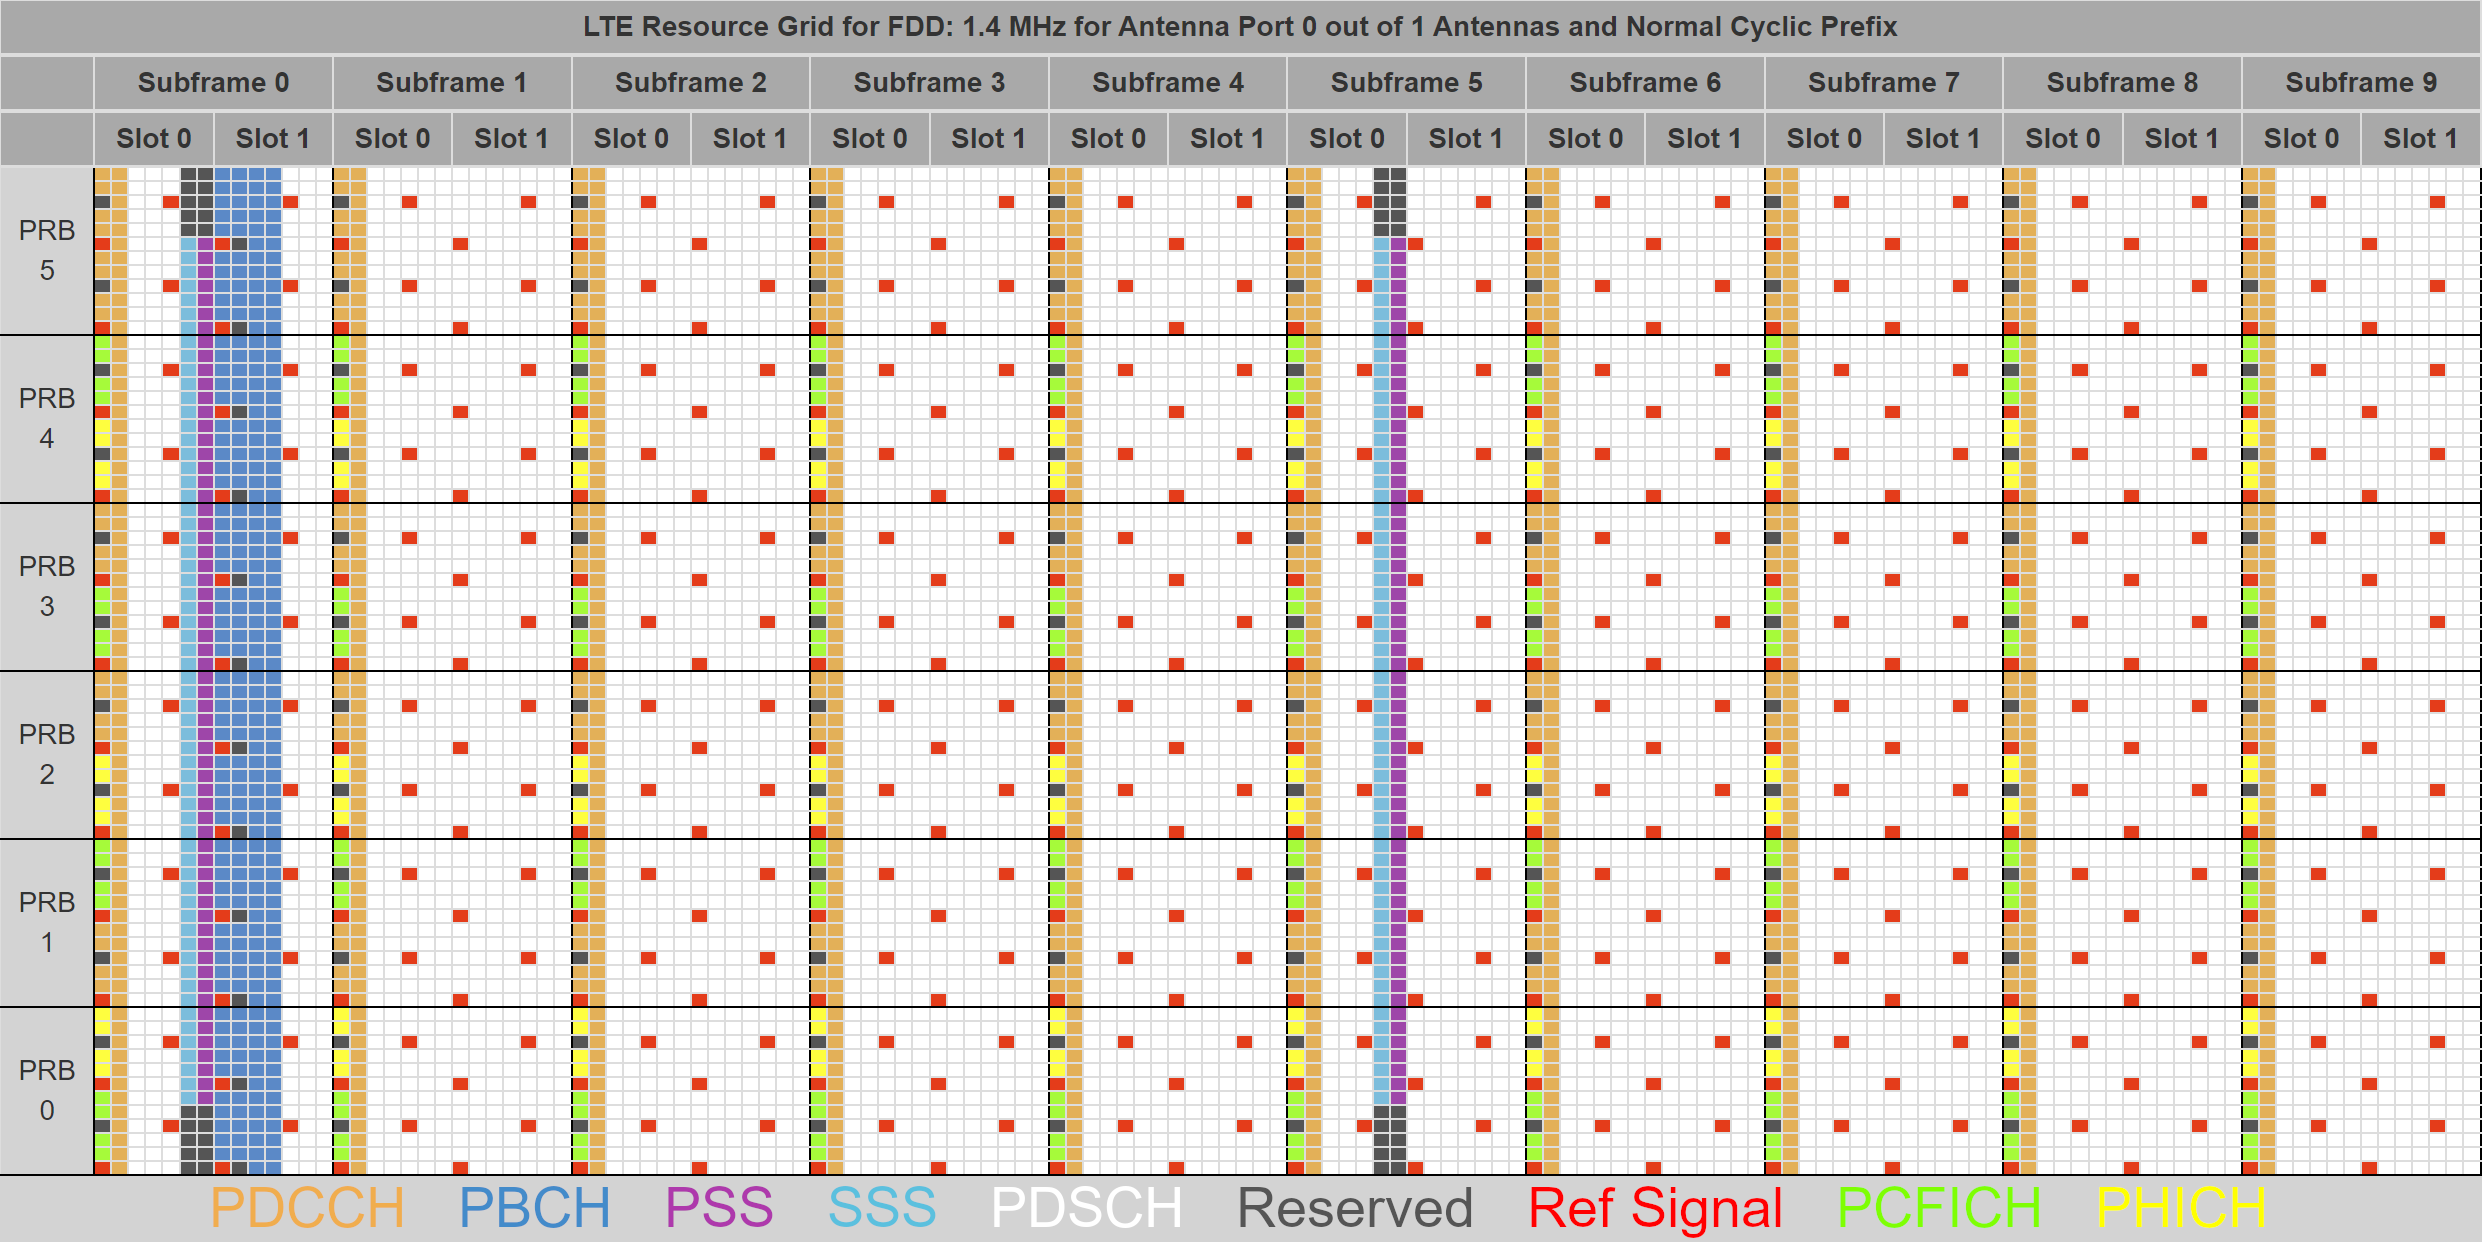 LTE Resource Grid for FDD: 1.4 MHz for Antenna Port 0 out of 1 Antennas and Normal Cyclic Prefix
Subframe 0 Subframe 1 Subframe 2 Subframe 3 Subframe 4 Subframe 5 Subframe 6 Subframe 7 Subframe 8 Subframe 9
Slot 0 Slot 1 Slot 0 Slot 1 Slot 0 Slot 1 Slot 0 Slot 1 Slot 0 Slot 1 Slot 0 Slot 1 Slot 0 Slot 1 Slot 0 Slot 1 Slot 0 Slot 1 Slot 0 Slot 1
PRB
5
PRB
4
PRB
3
PRB
2
PRB
1
PRB
0
PDCCH PBCH PSS SSS PDSCH Reserved Ref Signal PCFICH PHICH